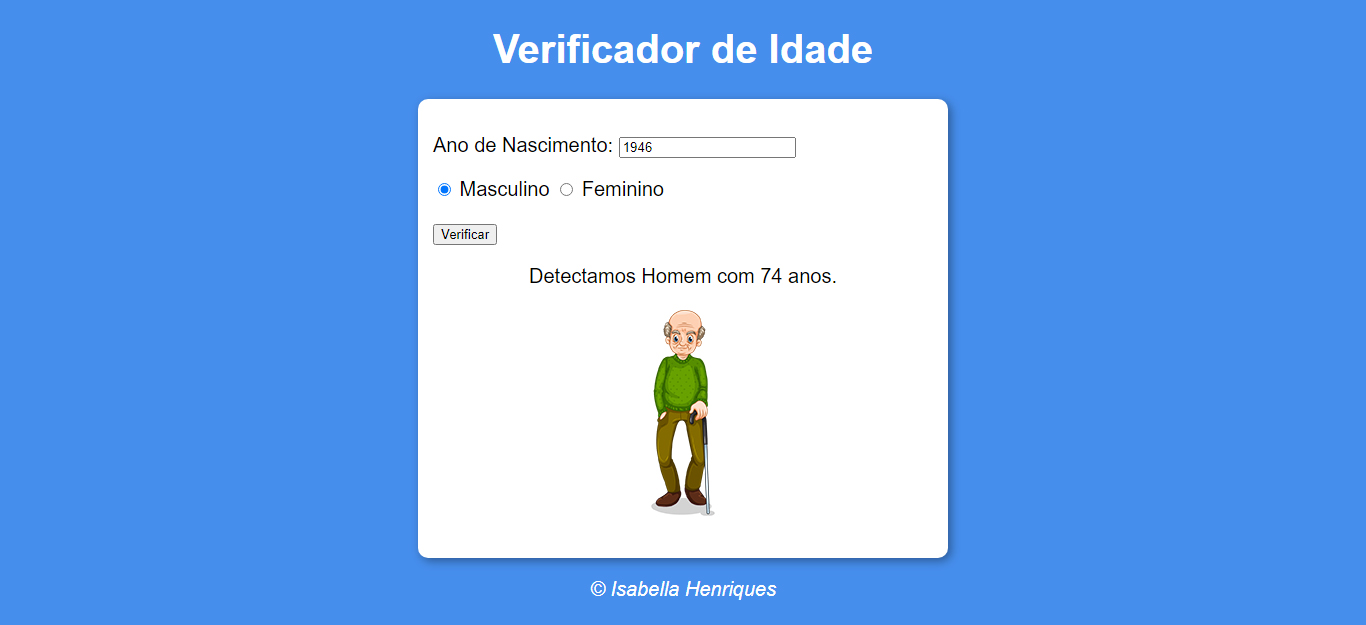 Verificador de Idade
Ano de Nascimento: 1946
Masculino Feminino
Verificar
Detectamos Homem com 74 anos.
© Isabella Henriques